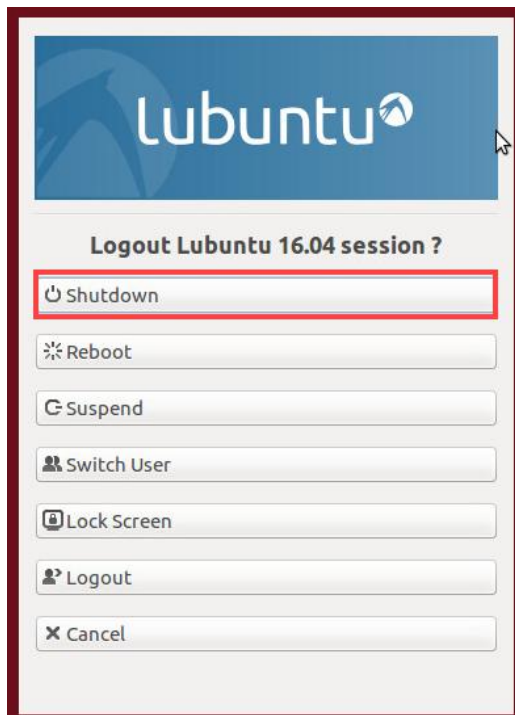 lubuntu
Logout Lubuntu 16.04 session ?
Shutdown
Reboot
Suspend
Switch User
Lock Screen
Logout
Cancel